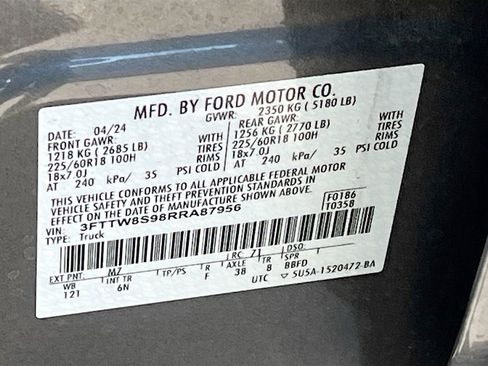 MFD. BY FORD MOTOR CO.
DATE: 04/24 GVWR: 2350 KG ( 5180 LB)
FRONT GAWR: REAR GAWR:
1218 KG ( 2685 LB) WITH TIRES 1256 KG ( 2770 LB) WITH TIRES
225/60R18 100H RIMS 225/60R18 100H RIMS
18x7.0J PSI COLD 18x7.0J PSI COLD
AT 240 kPa/ 35 AT 240 kPa/ 35
THIS VEHICLE CONFORMS TO ALL APPLICABLE FEDERAL MOTOR
VEHICLE SAFETY AND THEFT PREVENTION STANDARDS IN
EFFECT ON THE DATE OF MANUFACTURE SHOWN ABOVE.
VIN: 3FTTW8S98RRA87956 F0186
TYPE: Truck T0358
EXT PNT: M7 RC: 71 DSO:
WB INT TR TP/PS R AXLE TR SPR
121 6N F 38 8 BBFD
UTC SU5A-1520472-BA